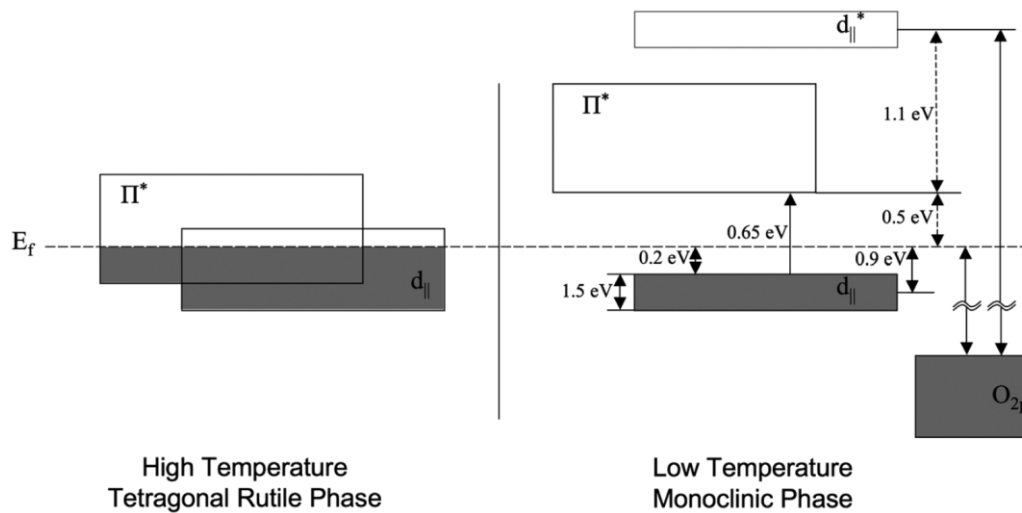 d||*
Π*
1.1 eV
Π*
0.5 eV
0.65 eV
E_f
0.2 eV
0.9 eV
d||
1.5 eV
d||
High Temperature
Tetragonal Rutile Phase
Low Temperature
Monoclinic Phase